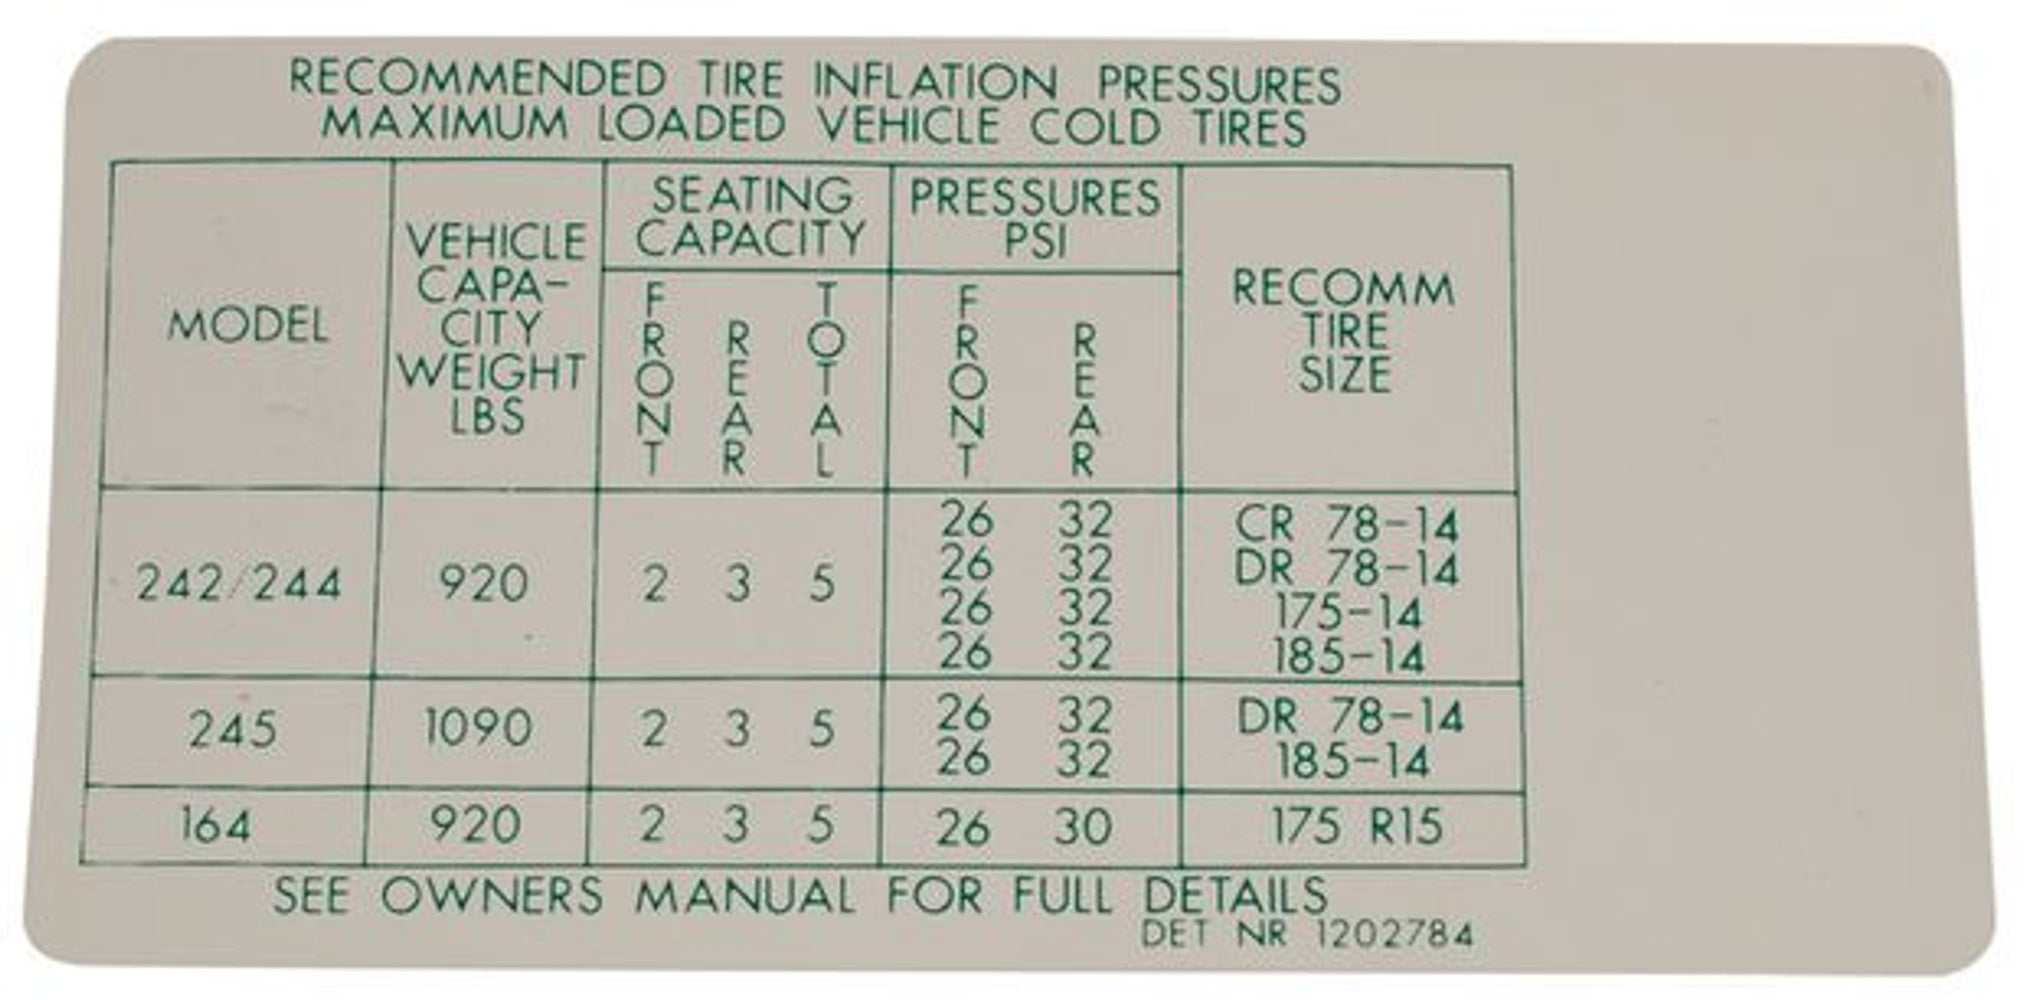 RECOMMENDED TIRE INFLATION PRESSURES
MAXIMUM LOADED VEHICLE COLD TIRES
MODEL
VEHICLE
CAPA-
CITY
WEIGHT
LBS
SEATING
CAPACITY
FRONT REAR TOTAL
PRESSURES
PSI
FRONT REAR
RECOMM
TIRE
SIZE
242/244 920 2 3 5
26 32 CR 78-14
26 32 DR 78-14
26 32 175-14
26 32 185-14
245 1090 2 3 5
26 32 DR 78-14
26 32 185-14
164 920 2 3 5 26 30 175 R15
SEE OWNERS MANUAL FOR FULL DETAILS
DET NR 1202784